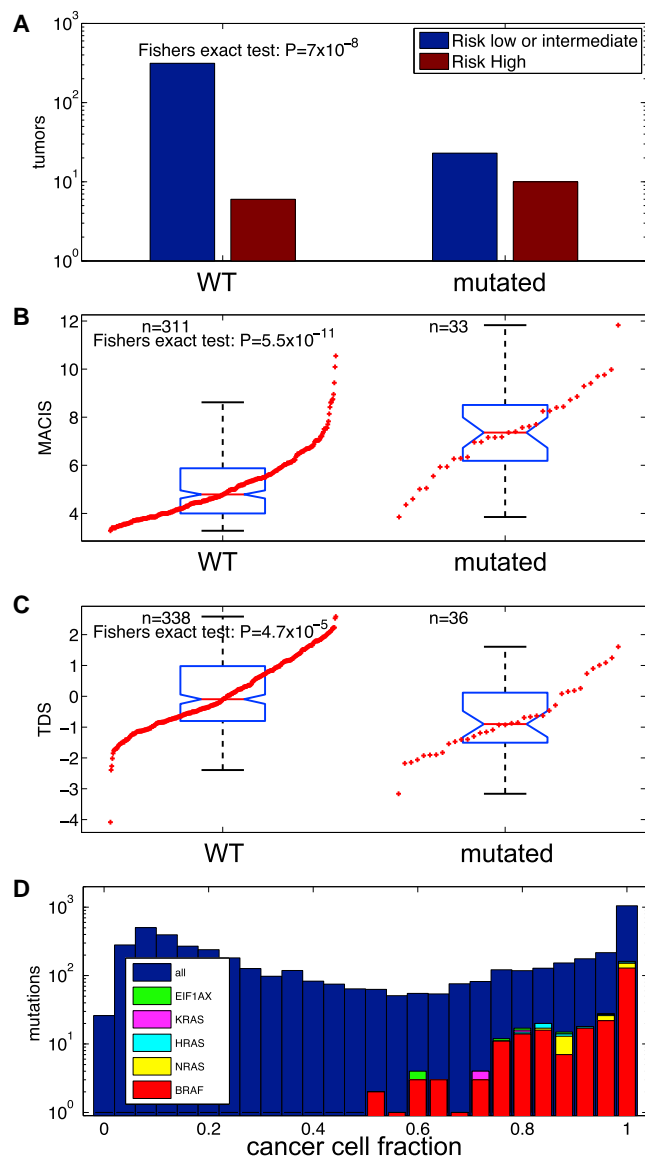 A
10³
10²
10¹
10⁰
tumors
Fishers exact test: P=7x10⁻⁸
Risk low or intermediate
Risk High
WT
mutated
B
12
10
8
6
4
MACIS
n=311
Fishers exact test: P=5.5x10⁻¹¹
n=33
WT
mutated
C
2
1
0
−1
−2
−3
−4
TDS
n=338
Fishers exact test: P=4.7x10⁻⁵
n=36
WT
mutated
D
10³
10²
10¹
10⁰
mutations
all
EIF1AX
KRAS
HRAS
NRAS
BRAF
0
0.2
0.4
0.6
0.8
1
cancer cell fraction